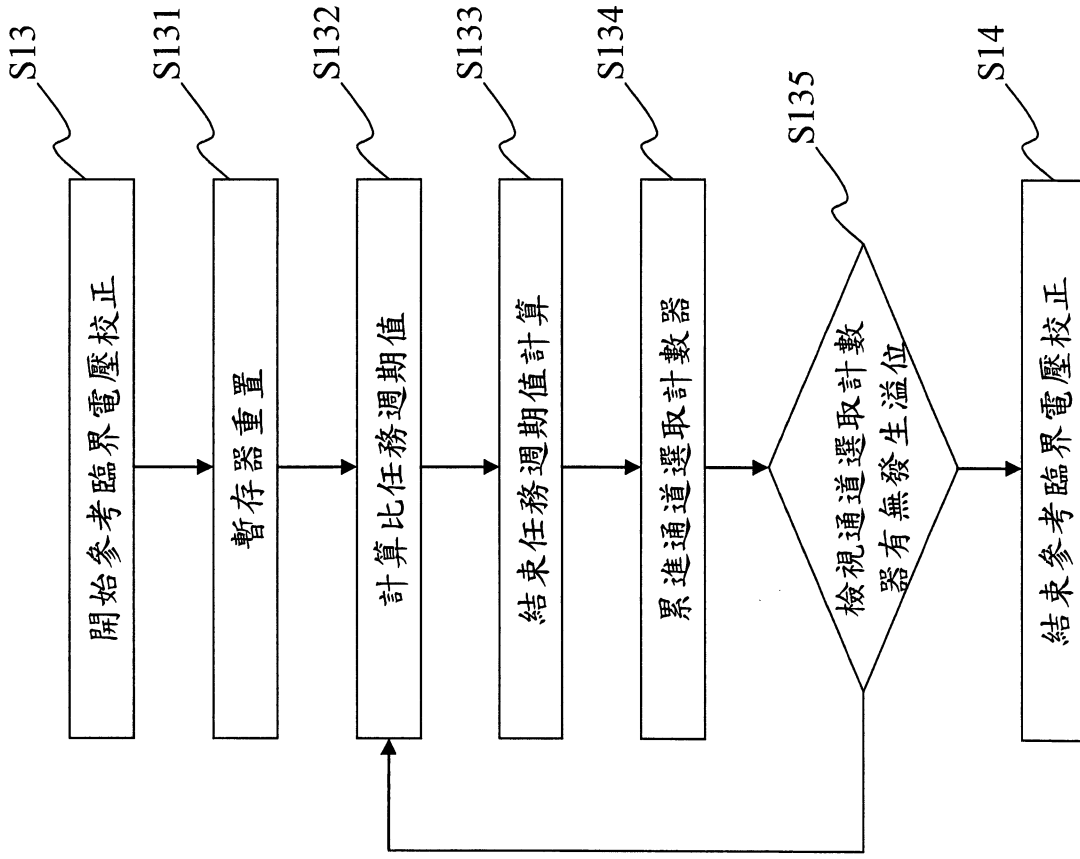 S13
開始參考臨界電壓校正
S131
暫存器重置
S132
計算比任務週期值
S133
結束任務週期值計算
S134
累進通道選取計數器
S135
檢視通道選取計數
器有無發生溢位
S14
結束參考臨界電壓校正